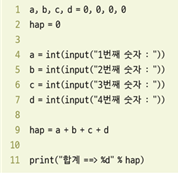 1 a, b, c, d = 0, 0, 0, 0
2 hap = 0
3
4 a = int(input("1번째 숫자 : "))
5 b = int(input("2번째 숫자 : "))
6 c = int(input("3번째 숫자 : "))
7 d = int(input("4번째 숫자 : "))
8
9 hap = a + b + c + d
10
11 print("합계 ==> %d" % hap)